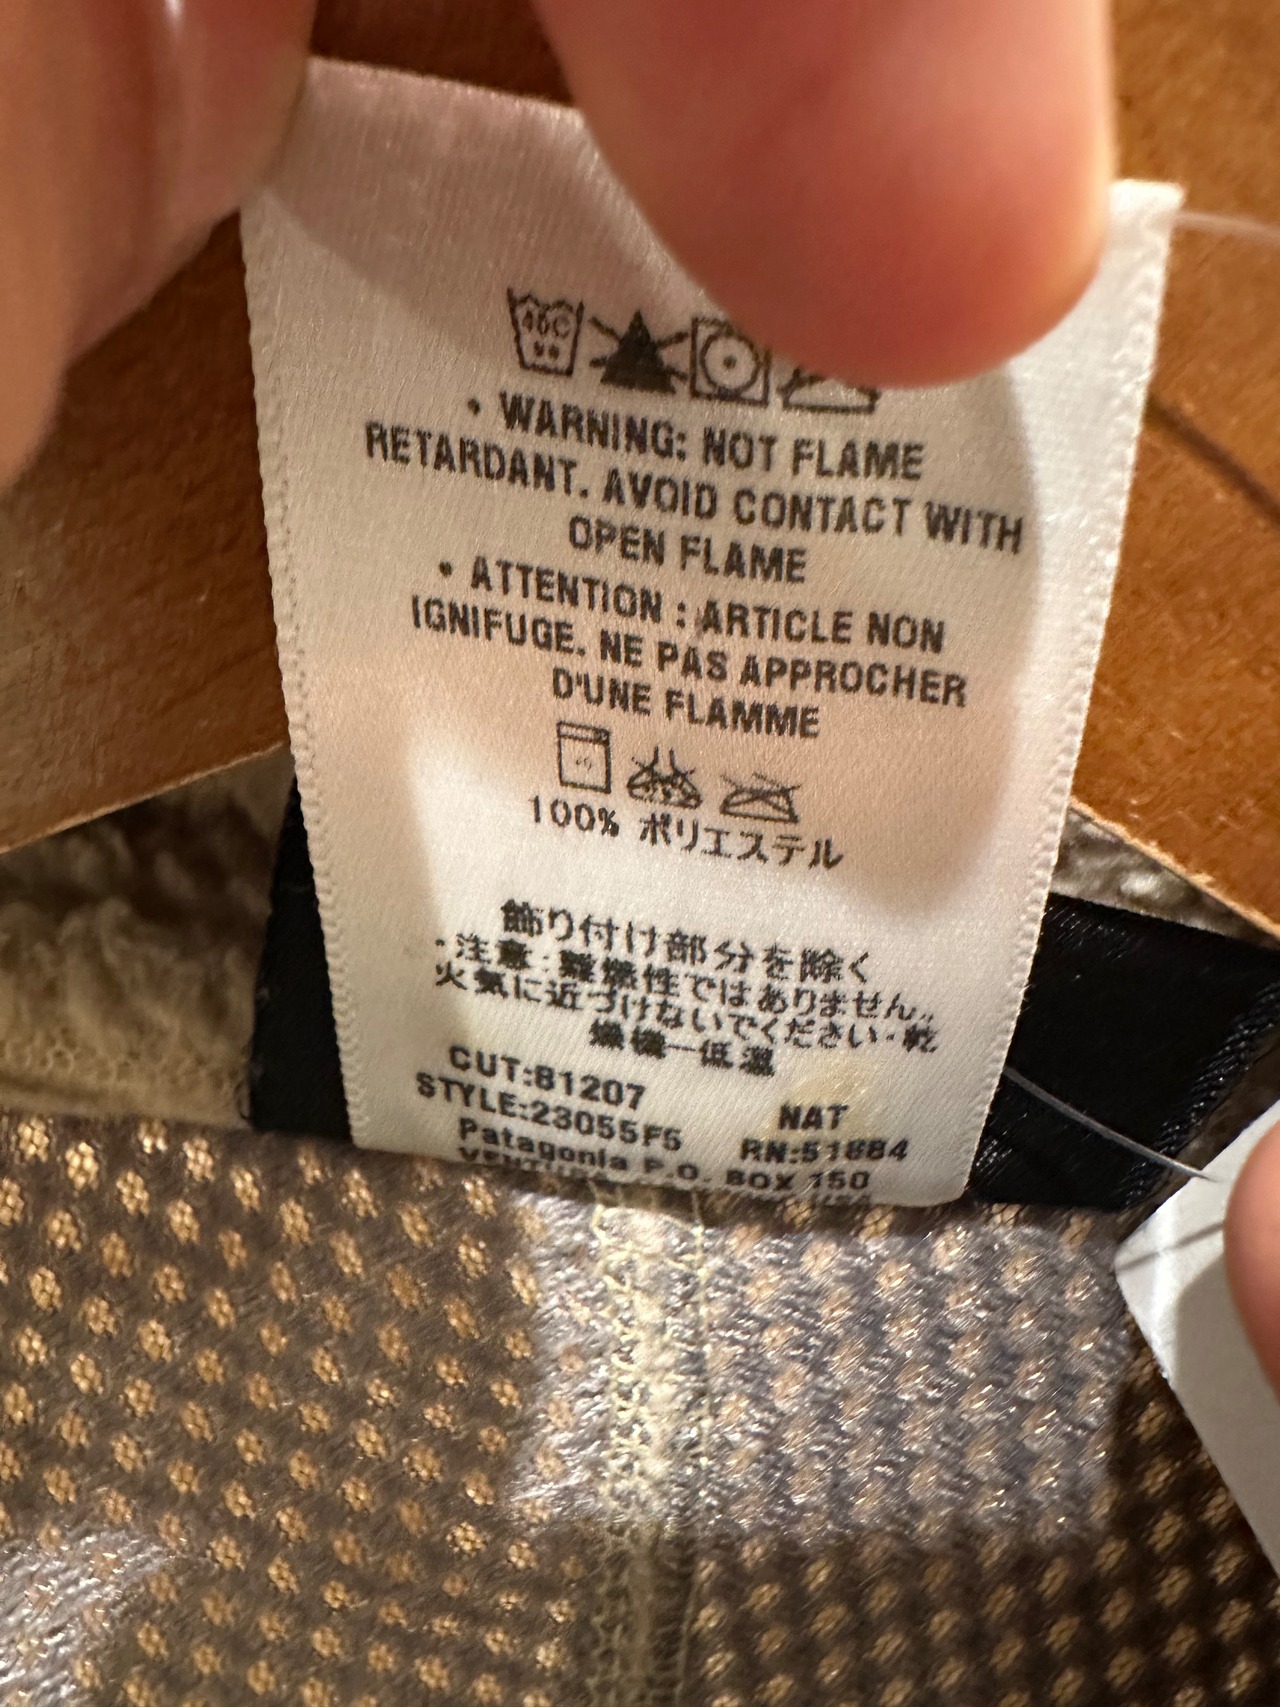 40C
• WARNING: NOT FLAME
RETARDANT. AVOID CONTACT WITH
OPEN FLAME
• ATTENTION : ARTICLE NON
IGNIFUGE. NE PAS APPROCHER
D'UNE FLAMME
100% ポリエステル
飾り付け部分を除く
・注意:難燃性ではありません。
火気に近づけないでください・乾
燥機―低温
CUT:81207
STYLE:23055F5 NAT
Patagonia P.O. BOX 150 RN:51884
VENTURA USA